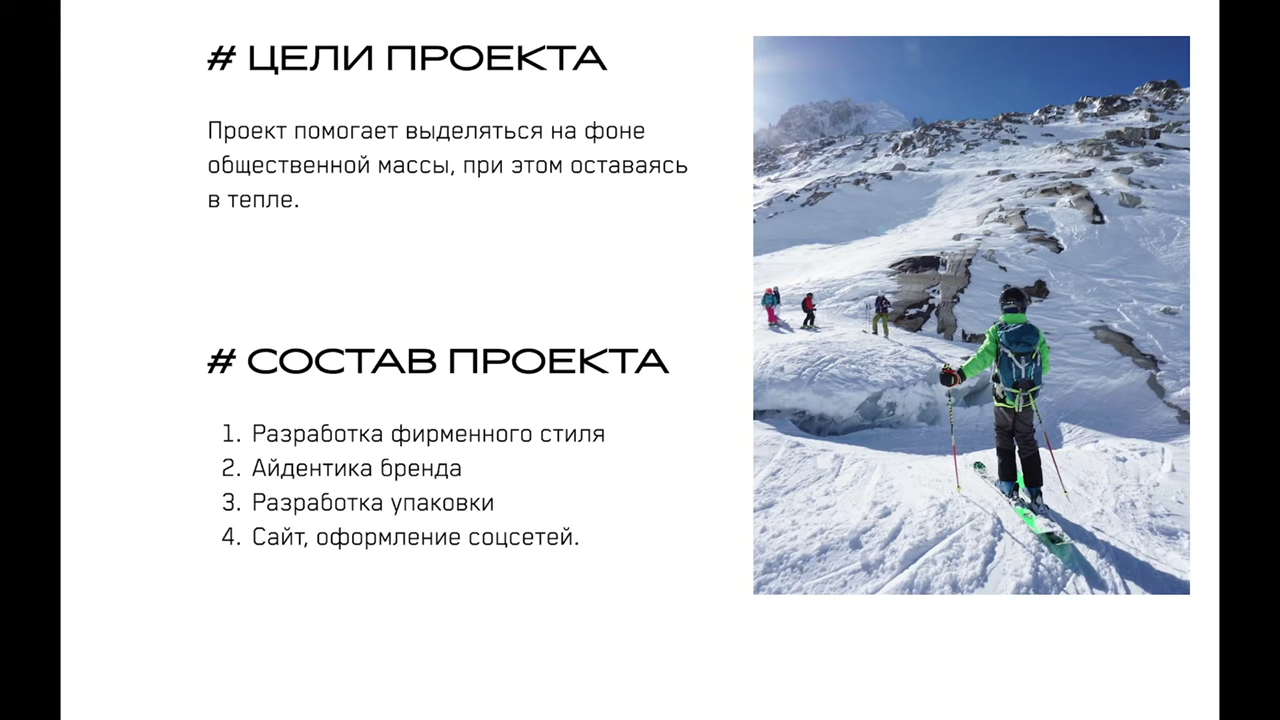 # ЦЕЛИ ПРОЕКТА
Проект помогает выделяться на фоне
общественной массы, при этом оставаясь
в тепле.
# СОСТАВ ПРОЕКТА
1. Разработка фирменного стиля
2. Айдентика бренда
3. Разработка упаковки
4. Сайт, оформление соцсетей.